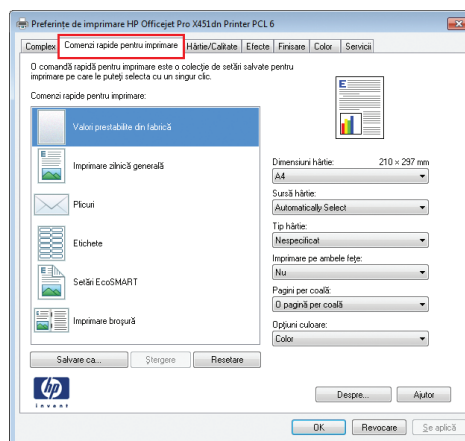 Preferințe de imprimare HP Officejet Pro X451dn Printer PCL 6
Complex Comenzi rapide pentru imprimare Hârtie/Calitate Efecte Finisare Color Servicii
O comandă rapidă pentru imprimare este o colecție de setări salvate pentru
imprimare pe care le puteți selecta cu un singur clic.
Comenzi rapide pentru imprimare:
Valori prestabilite din fabrică
Imprimare zilnică generală
Plicuri
Etichete
Setări EcoSMART
Imprimare broșură
Dimensiuni hârtie: 210 × 297 mm
A4
Sursă hârtie:
Automatically Select
Tip hârtie:
Nespecificat
Imprimare pe ambele fețe:
Nu
Pagini per coală:
O pagină per coală
Opțiuni culoare:
Color
Salvare ca... Ștergere Resetare
hp
invent
Despre... Ajutor
OK Revocare Se aplică